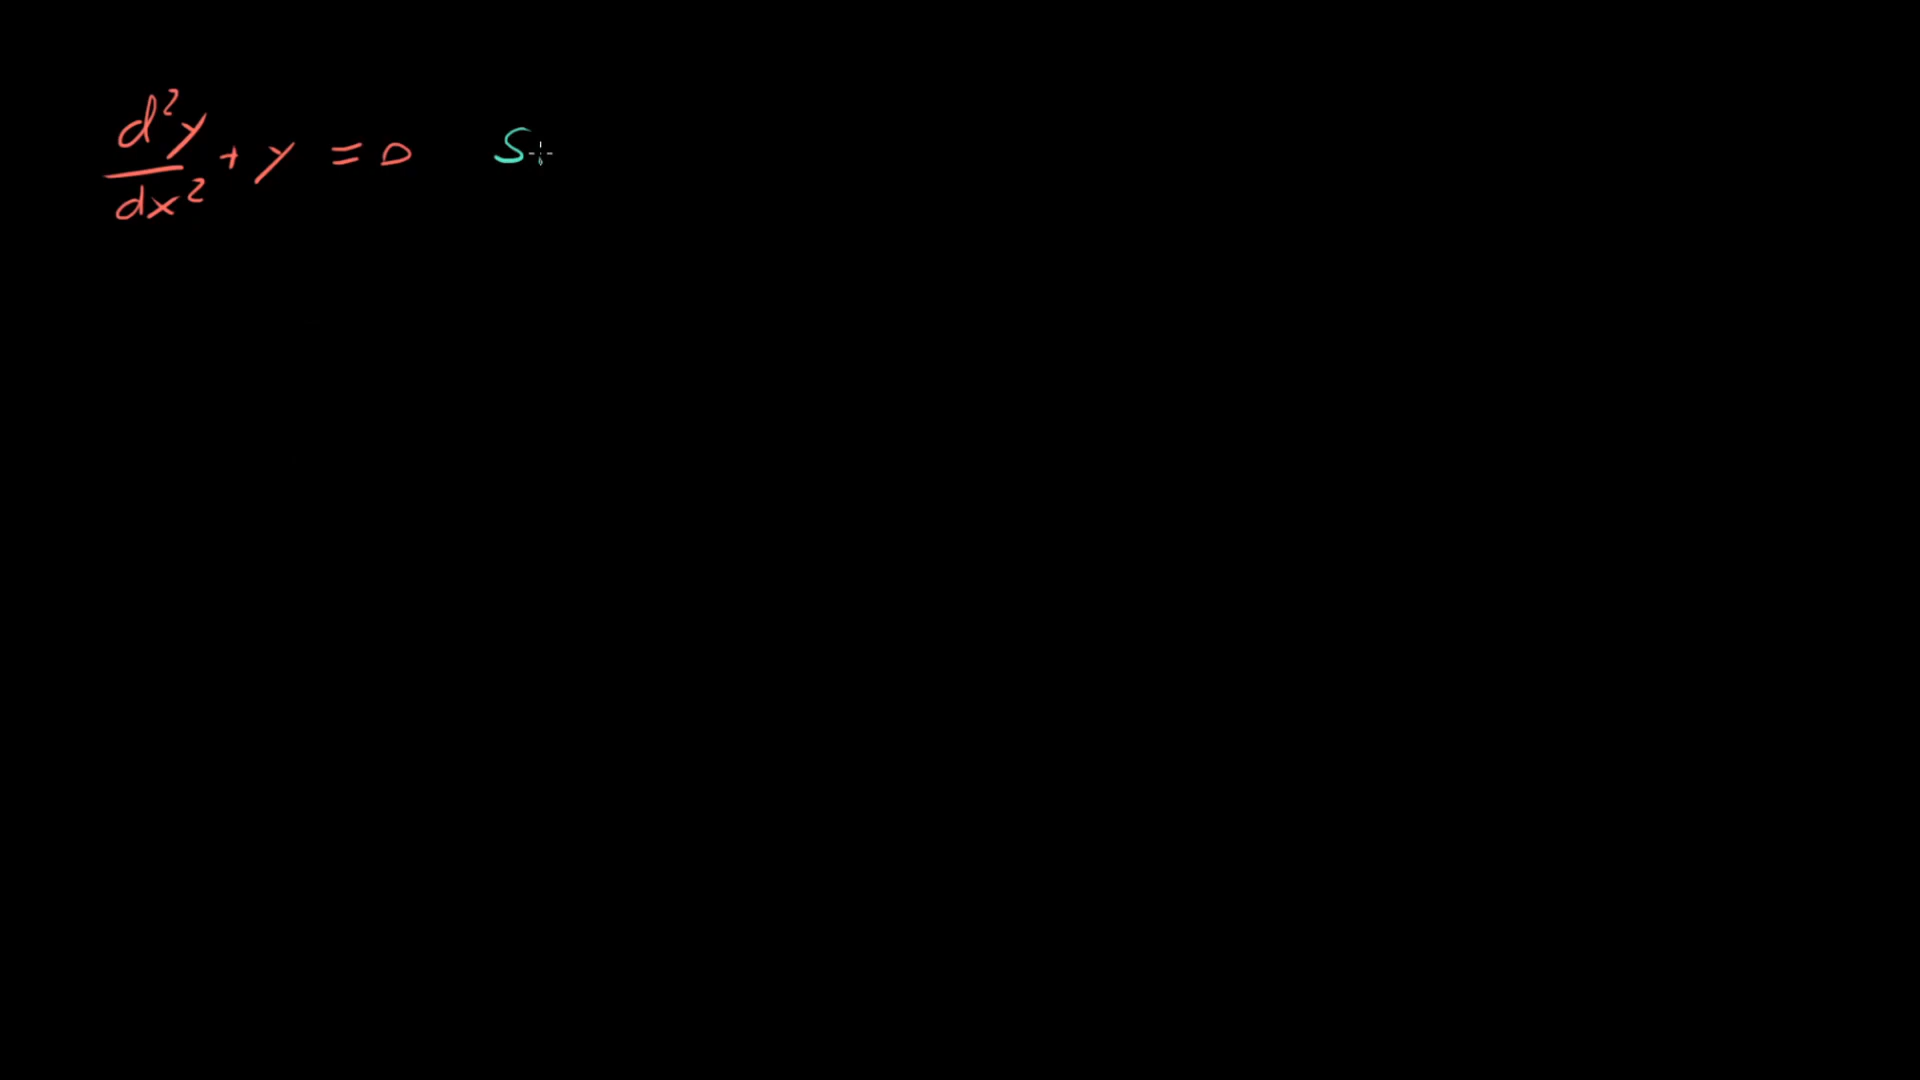 d²y/dx² + y = 0 S